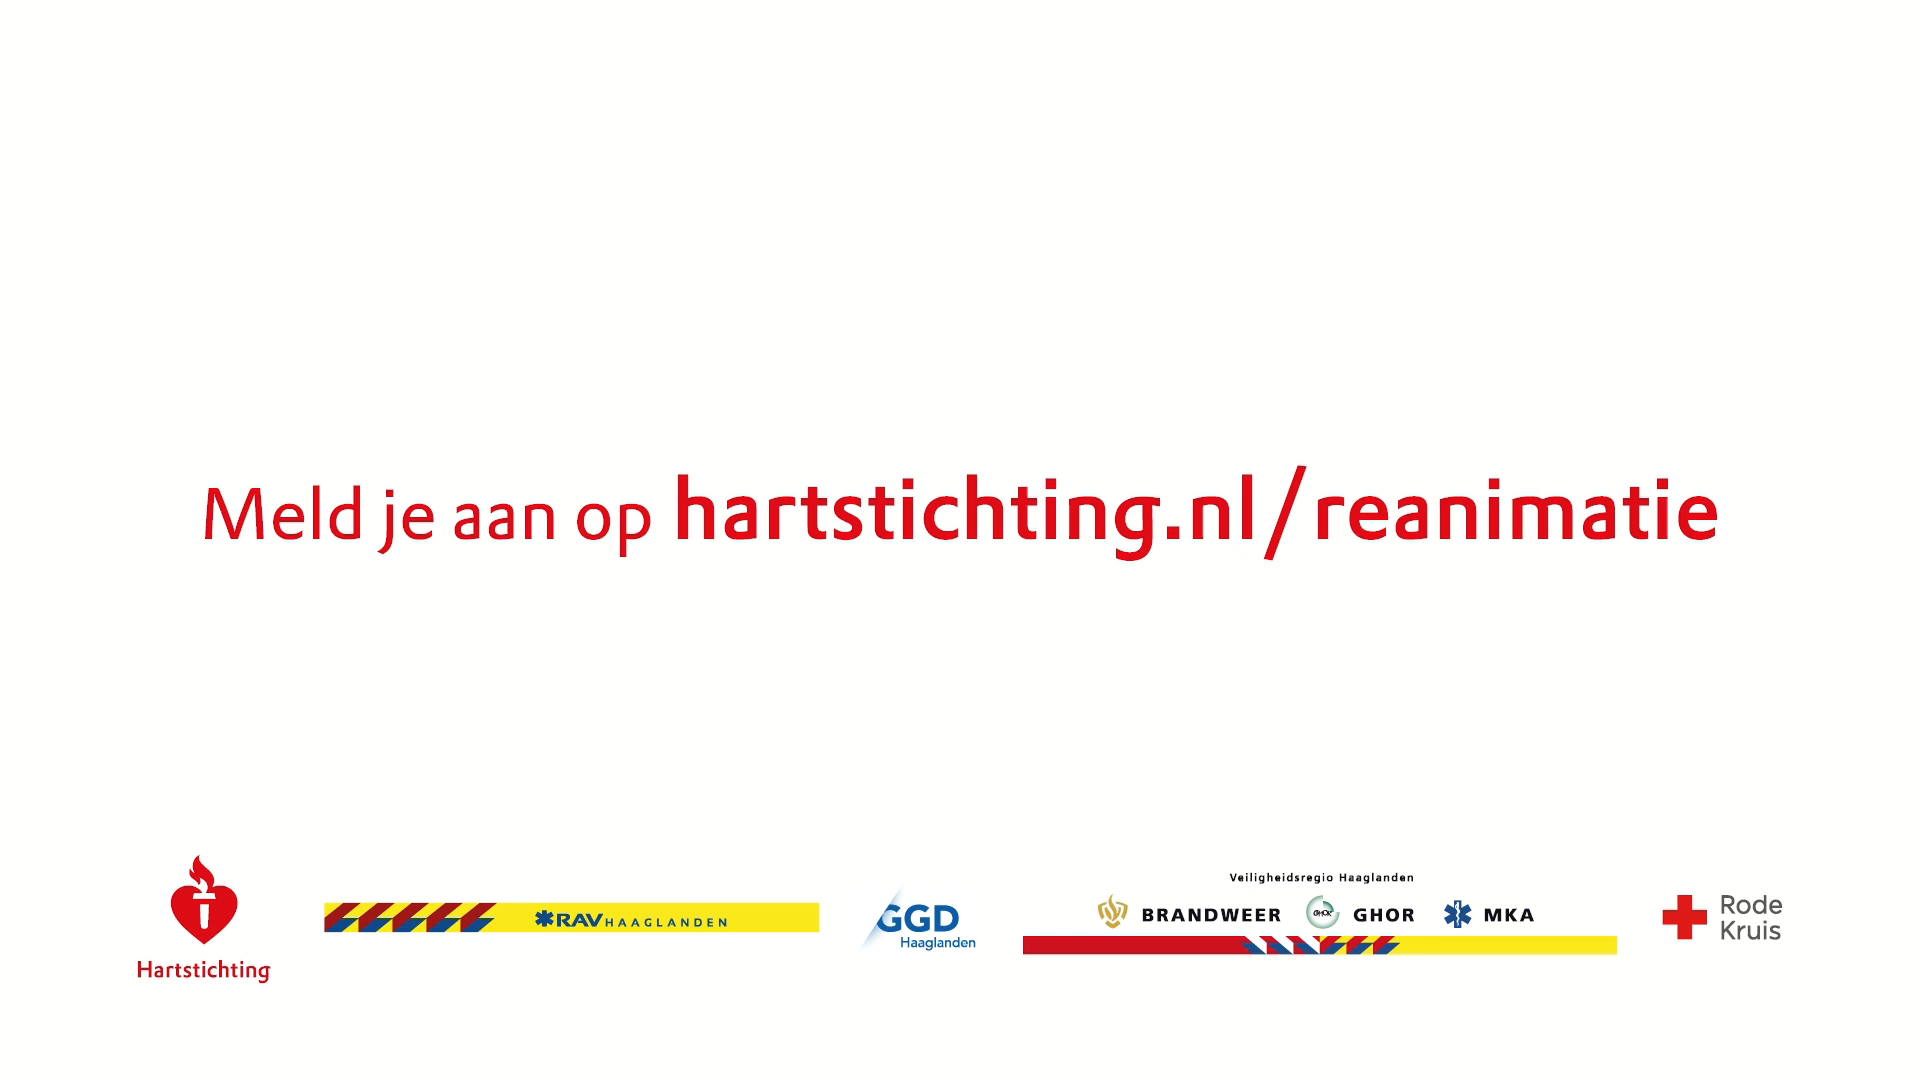 Meld je aan op hartstichting.nl/reanimatie
Hartstichting
RAV HAAGLANDEN
GGD
Haaglanden
Veiligheidsregio Haaglanden
BRANDWEER GHOR GHOR MKA
Rode
Kruis